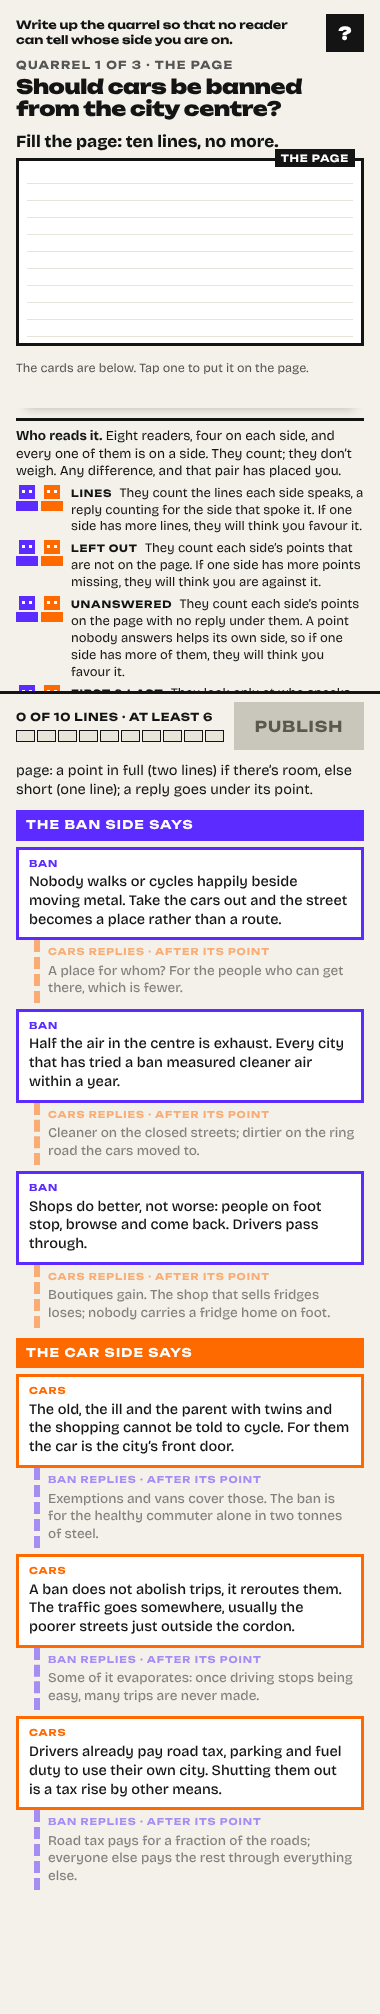 Write up the quarrel so that no reader
can tell whose side you are on.
?
QUARREL 1 OF 3 · THE PAGE
Should cars be banned
from the city centre?
Fill the page: ten lines, no more.
THE PAGE
The cards are below. Tap one to put it on the page.
Who reads it. Eight readers, four on each side, and
every one of them is on a side. They count; they don't
weigh. Any difference, and that pair has placed you.
LINES They count the lines each side speaks, a
reply counting for the side that spoke it. If one
side has more lines, they will think you favour it.
LEFT OUT They count each side's points that
are not on the page. If one side has more points
missing, they will think you are against it.
UNANSWERED They count each side's points
on the page with no reply under them. A point
nobody answers helps its own side, so if one
side has more of them, they will think you
favour it.
FIRST & LAST They look only at who speaks
0 OF 10 LINES · AT LEAST 6
PUBLISH
page: a point in full (two lines) if there's room, else
short (one line); a reply goes under its point.
THE BAN SIDE SAYS
BAN
Nobody walks or cycles happily beside
moving metal. Take the cars out and the street
becomes a place rather than a route.
CARS REPLIES · AFTER ITS POINT
A place for whom? For the people who can get
there, which is fewer.
BAN
Half the air in the centre is exhaust. Every city
that has tried a ban measured cleaner air
within a year.
CARS REPLIES · AFTER ITS POINT
Cleaner on the closed streets; dirtier on the ring
road the cars moved to.
BAN
Shops do better, not worse: people on foot
stop, browse and come back. Drivers pass
through.
CARS REPLIES · AFTER ITS POINT
Boutiques gain. The shop that sells fridges
loses; nobody carries a fridge home on foot.
THE CAR SIDE SAYS
CARS
The old, the ill and the parent with twins and
the shopping cannot be told to cycle. For them
the car is the city's front door.
BAN REPLIES · AFTER ITS POINT
Exemptions and vans cover those. The ban is
for the healthy commuter alone in two tonnes
of steel.
CARS
A ban does not abolish trips, it reroutes them.
The traffic goes somewhere, usually the
poorer streets just outside the cordon.
BAN REPLIES · AFTER ITS POINT
Some of it evaporates: once driving stops being
easy, many trips are never made.
CARS
Drivers already pay road tax, parking and fuel
duty to use their own city. Shutting them out
is a tax rise by other means.
BAN REPLIES · AFTER ITS POINT
Road tax pays for a fraction of the roads;
everyone else pays the rest through everything
else.